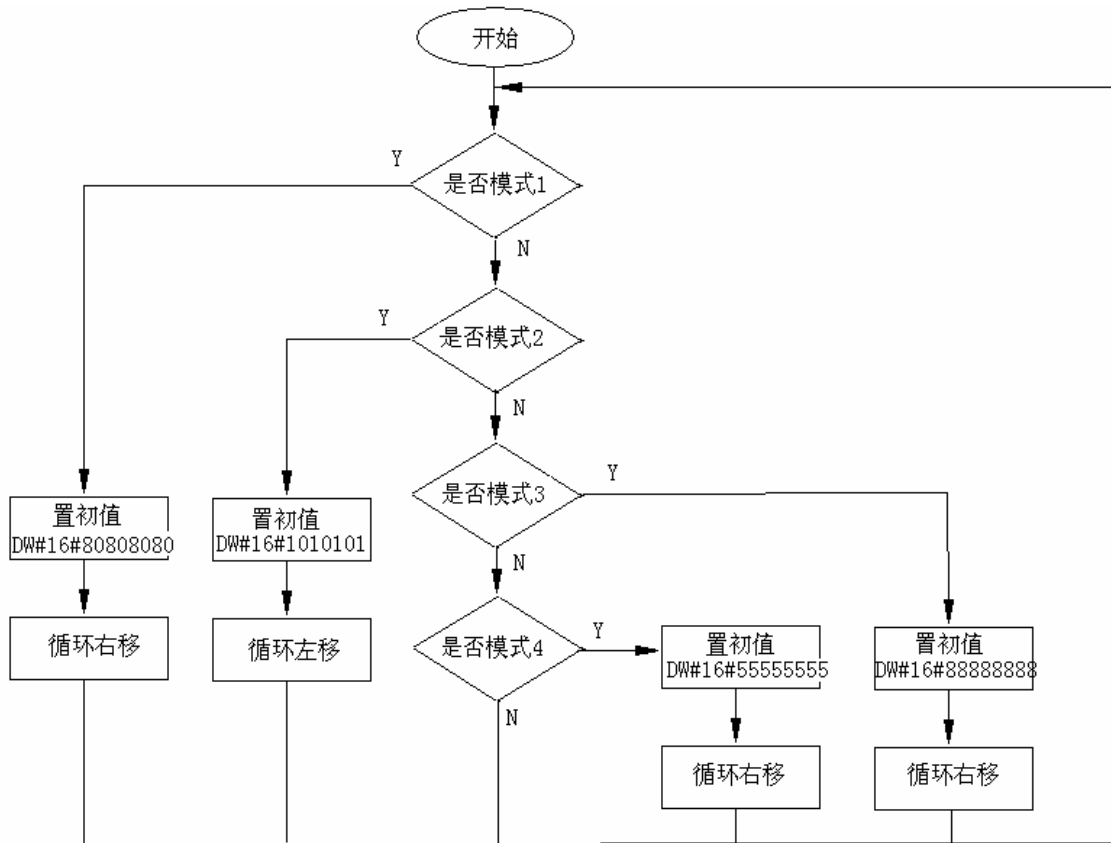 开始
Y
是否模式1
N
Y
是否模式2
N
是否模式3
Y
置初值
DW#16#80808080
置初值
DW#16#1010101
N
循环右移
循环左移
是否模式4
Y
置初值
DW#16#55555555
置初值
DW#16#88888888
N
循环右移
循环右移